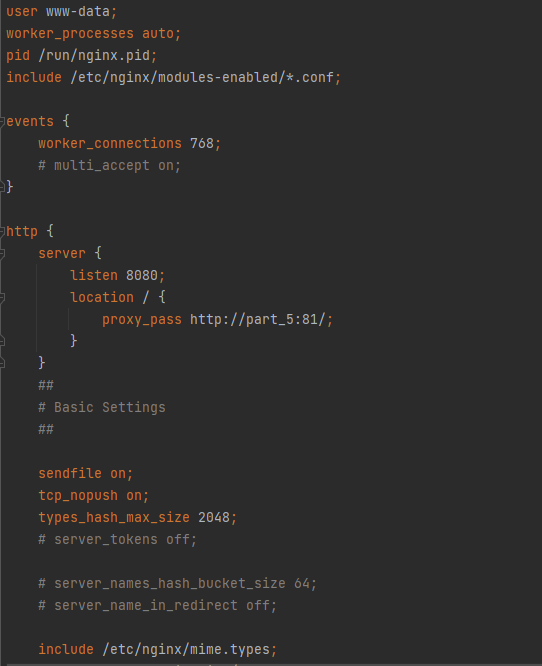 user www-data;
worker_processes auto;
pid /run/nginx.pid;
include /etc/nginx/modules-enabled/*.conf;
events {
worker_connections 768;
# multi_accept on;
}
http {
server {
listen 8080;
location / {
proxy_pass http://part_5:81/;
}
}
##
# Basic Settings
##
sendfile on;
tcp_nopush on;
types_hash_max_size 2048;
# server_tokens off;
# server_names_hash_bucket_size 64;
# server_name_in_redirect off;
include /etc/nginx/mime.types;